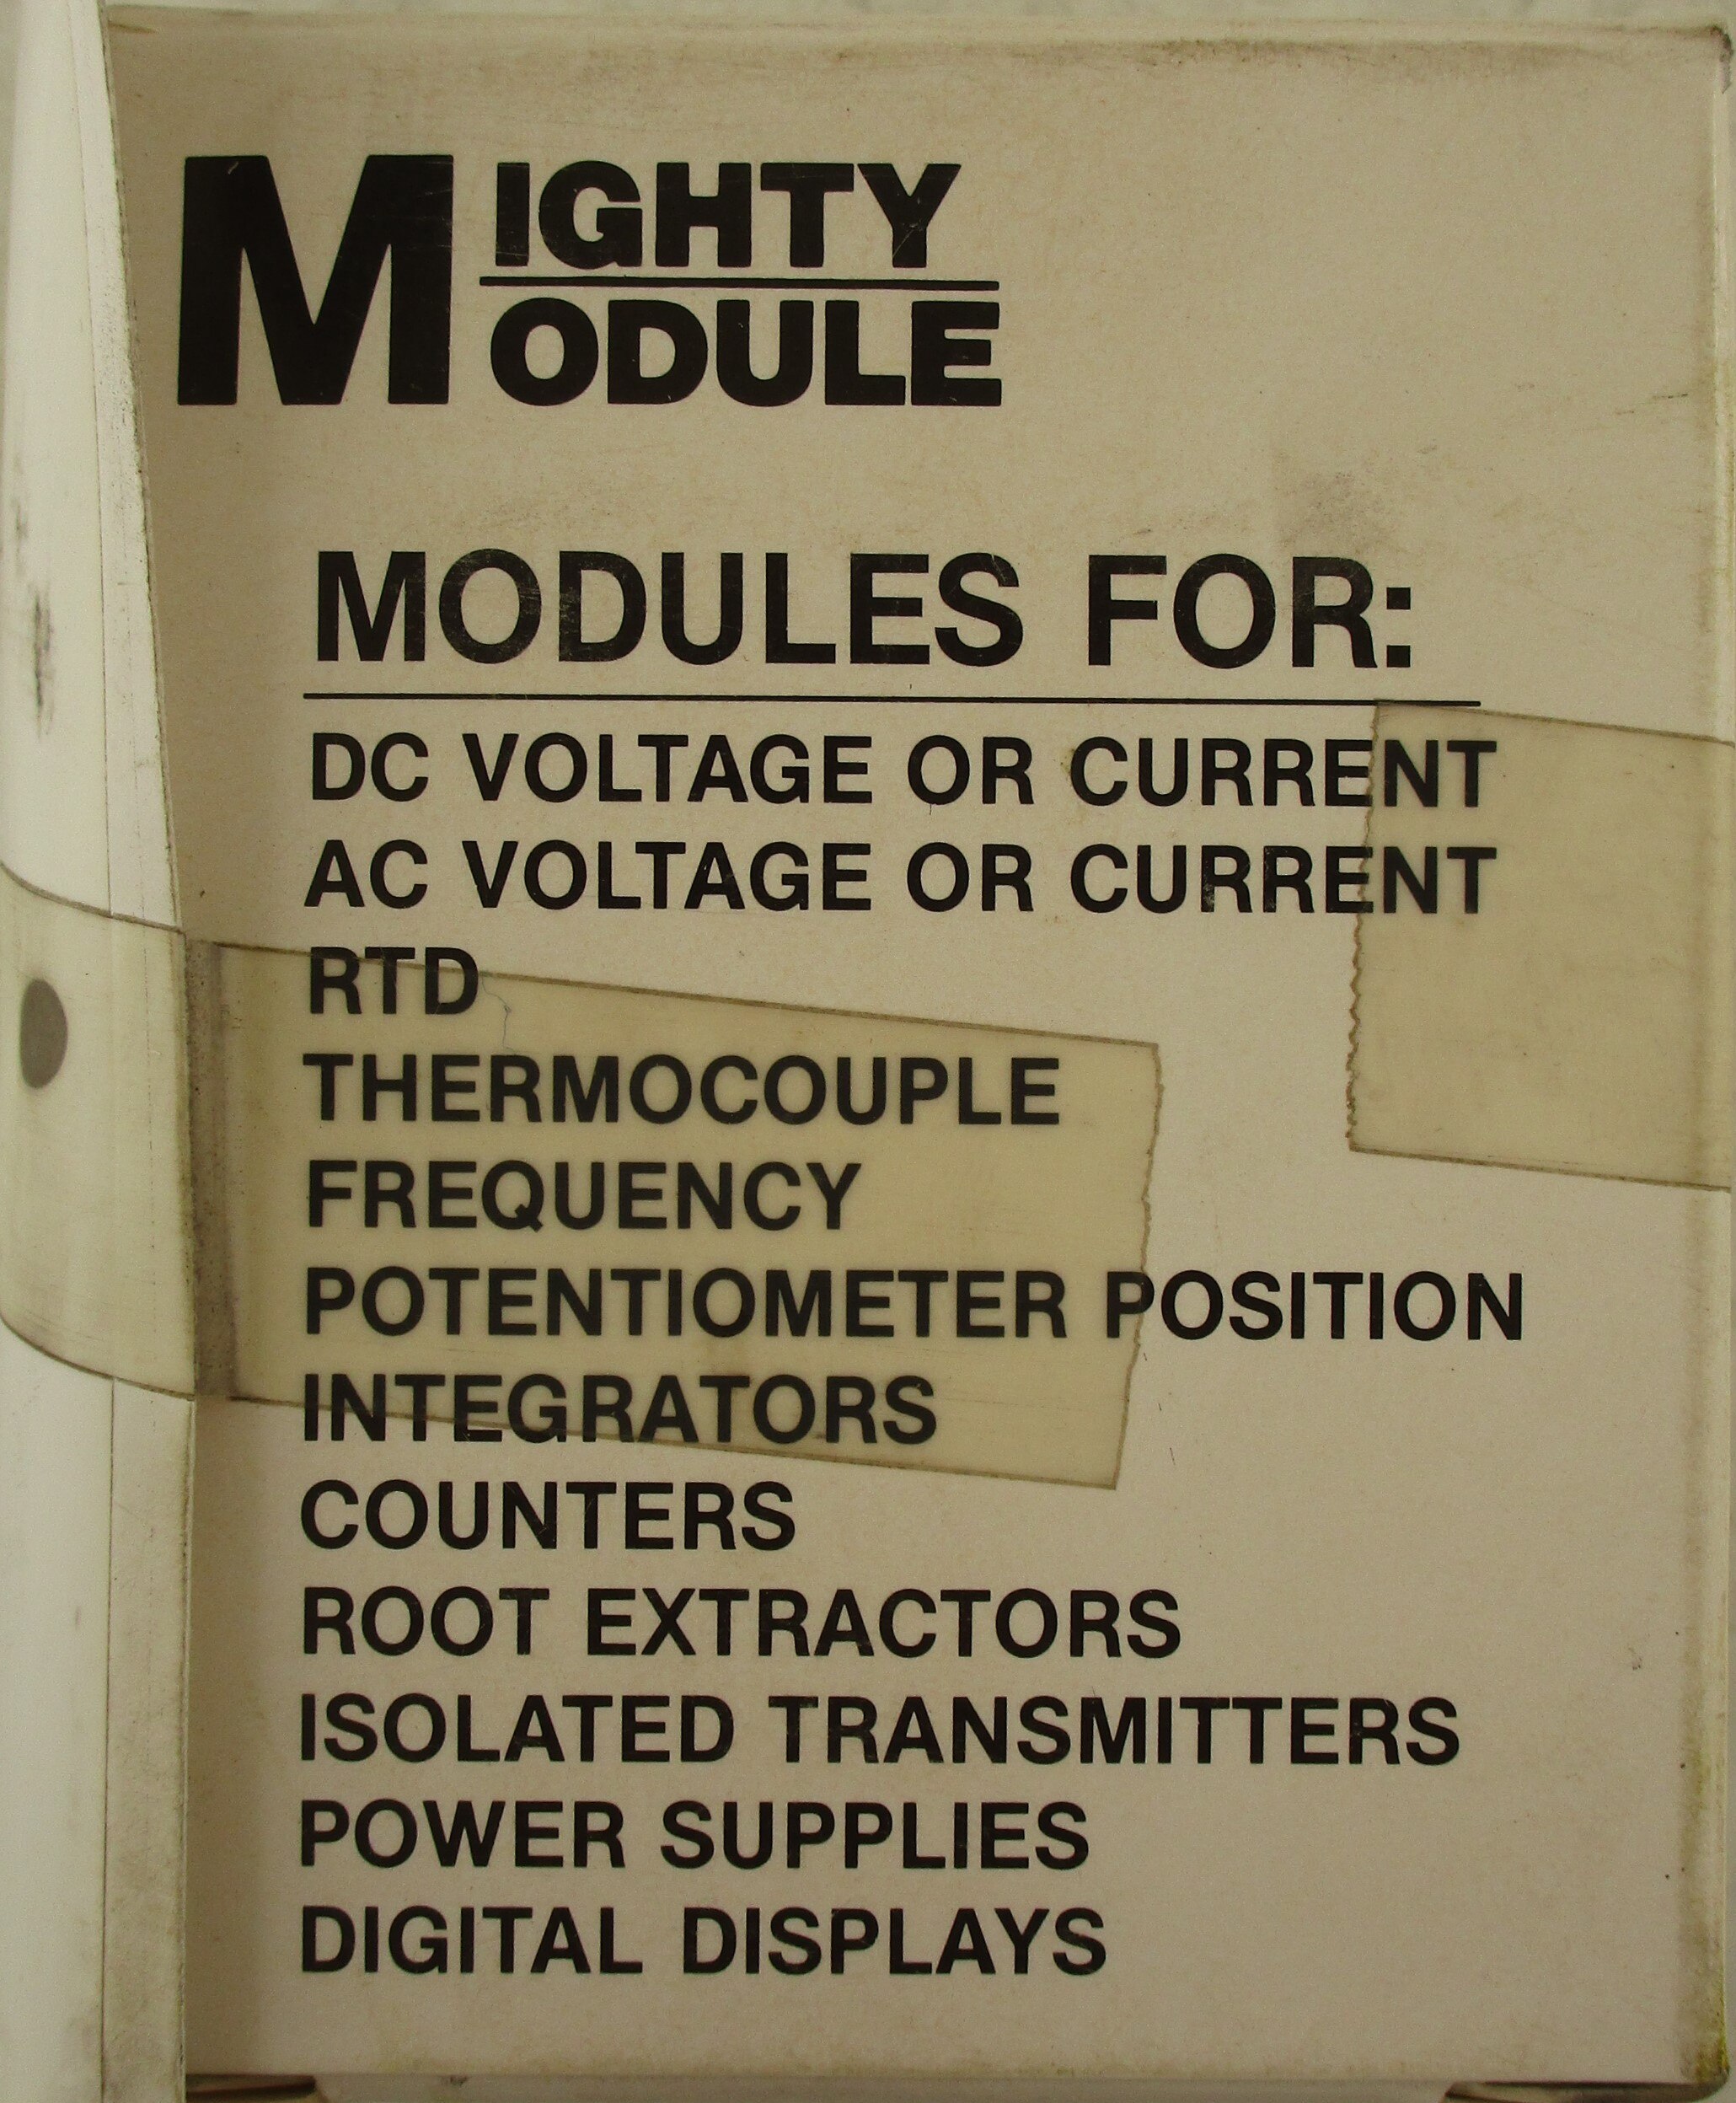 MIGHTY
MODULE
MODULES FOR:
DC VOLTAGE OR CURRENT
AC VOLTAGE OR CURRENT
RTD
THERMOCOUPLE
FREQUENCY
POTENTIOMETER POSITION
INTEGRATORS
COUNTERS
ROOT EXTRACTORS
ISOLATED TRANSMITTERS
POWER SUPPLIES
DIGITAL DISPLAYS